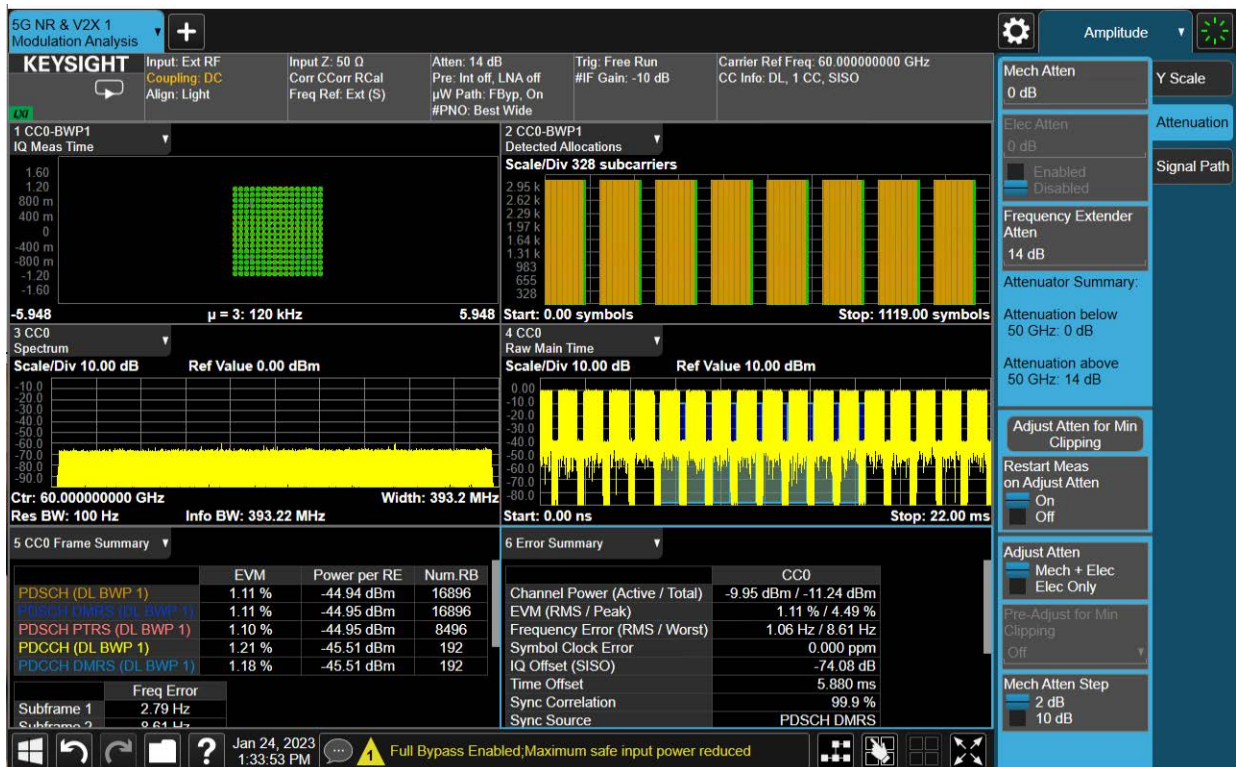 5G NR & V2X 1
Modulation Analysis
KEYSIGHT
LXI
Input: Ext RF
Coupling: DC
Align: Light
Input Z: 50 Ω
Corr CCorr RCal
Freq Ref: Ext (S)
Atten: 14 dB
Pre: Int off, LNA off
µW Path: FByp, On
#PNO: Best Wide
Trig: Free Run
#IF Gain: -10 dB
Carrier Ref Freq: 60.000000000 GHz
CC Info: DL, 1 CC, SISO
1 CC0-BWP1
IQ Meas Time
1.60
1.20
800 m
400 m
0
-400 m
-800 m
-1.20
-1.60
-5.948 µ = 3: 120 kHz 5.948
2 CC0-BWP1
Detected Allocations
Scale/Div 328 subcarriers
2.95 k
2.62 k
2.29 k
1.97 k
1.64 k
1.31 k
983
655
328
Start: 0.00 symbols Stop: 1119.00 symbols
3 CC0
Spectrum
Scale/Div 10.00 dB Ref Value 0.00 dBm
-10.0
-20.0
-30.0
-40.0
-50.0
-60.0
-70.0
-80.0
-90.0
Ctr: 60.000000000 GHz Width: 393.2 MHz
Res BW: 100 Hz Info BW: 393.22 MHz
4 CC0
Raw Main Time
Scale/Div 10.00 dB Ref Value 10.00 dBm
0.00
-10.0
-20.0
-30.0
-40.0
-50.0
-60.0
-70.0
-80.0
Start: 0.00 ns Stop: 22.00 ms
5 CC0 Frame Summary
EVM Power per RE Num.RB
PDSCH (DL BWP 1) 1.11 % -44.94 dBm 16896
PDSCH DMRS (DL BWP 1) 1.11 % -44.95 dBm 16896
PDSCH PTRS (DL BWP 1) 1.10 % -44.95 dBm 8496
PDCCH (DL BWP 1) 1.21 % -45.51 dBm 192
PDCCH DMRS (DL BWP 1) 1.18 % -45.51 dBm 192
Freq Error
Subframe 1 2.79 Hz
Subframe 2 8.61 Hz
6 Error Summary
CC0
Channel Power (Active / Total) -9.95 dBm / -11.24 dBm
EVM (RMS / Peak) 1.11 % / 4.49 %
Frequency Error (RMS / Worst) 1.06 Hz / 8.61 Hz
Symbol Clock Error 0.000 ppm
IQ Offset (SISO) -74.08 dB
Time Offset 5.880 ms
Sync Correlation 99.9 %
Sync Source PDSCH DMRS
Amplitude
Mech Atten
0 dB
Elec Atten
0 dB
Enabled
Disabled
Frequency Extender
Atten
14 dB
Attenuator Summary:
Attenuation below
50 GHz: 0 dB
Attenuation above
50 GHz: 14 dB
Adjust Atten for Min
Clipping
Restart Meas
on Adjust Atten
On
Off
Adjust Atten
Mech + Elec
Elec Only
Pre-Adjust for Min
Clipping
Off
Mech Atten Step
2 dB
10 dB
Y Scale
Attenuation
Signal Path
?
Jan 24, 2023
1:33:53 PM
1
Full Bypass Enabled;Maximum safe input power reduced